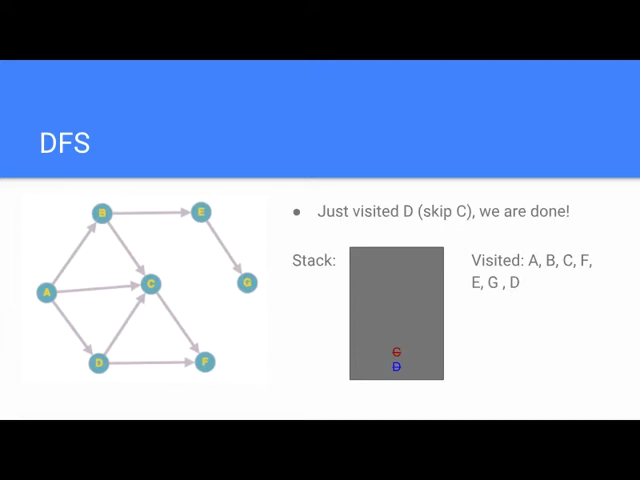 DFS
● Just visited D (skip C), we are done!
Stack:
C
D
Visited: A, B, C, F,
E, G , D
B
E
A
C
G
D
F